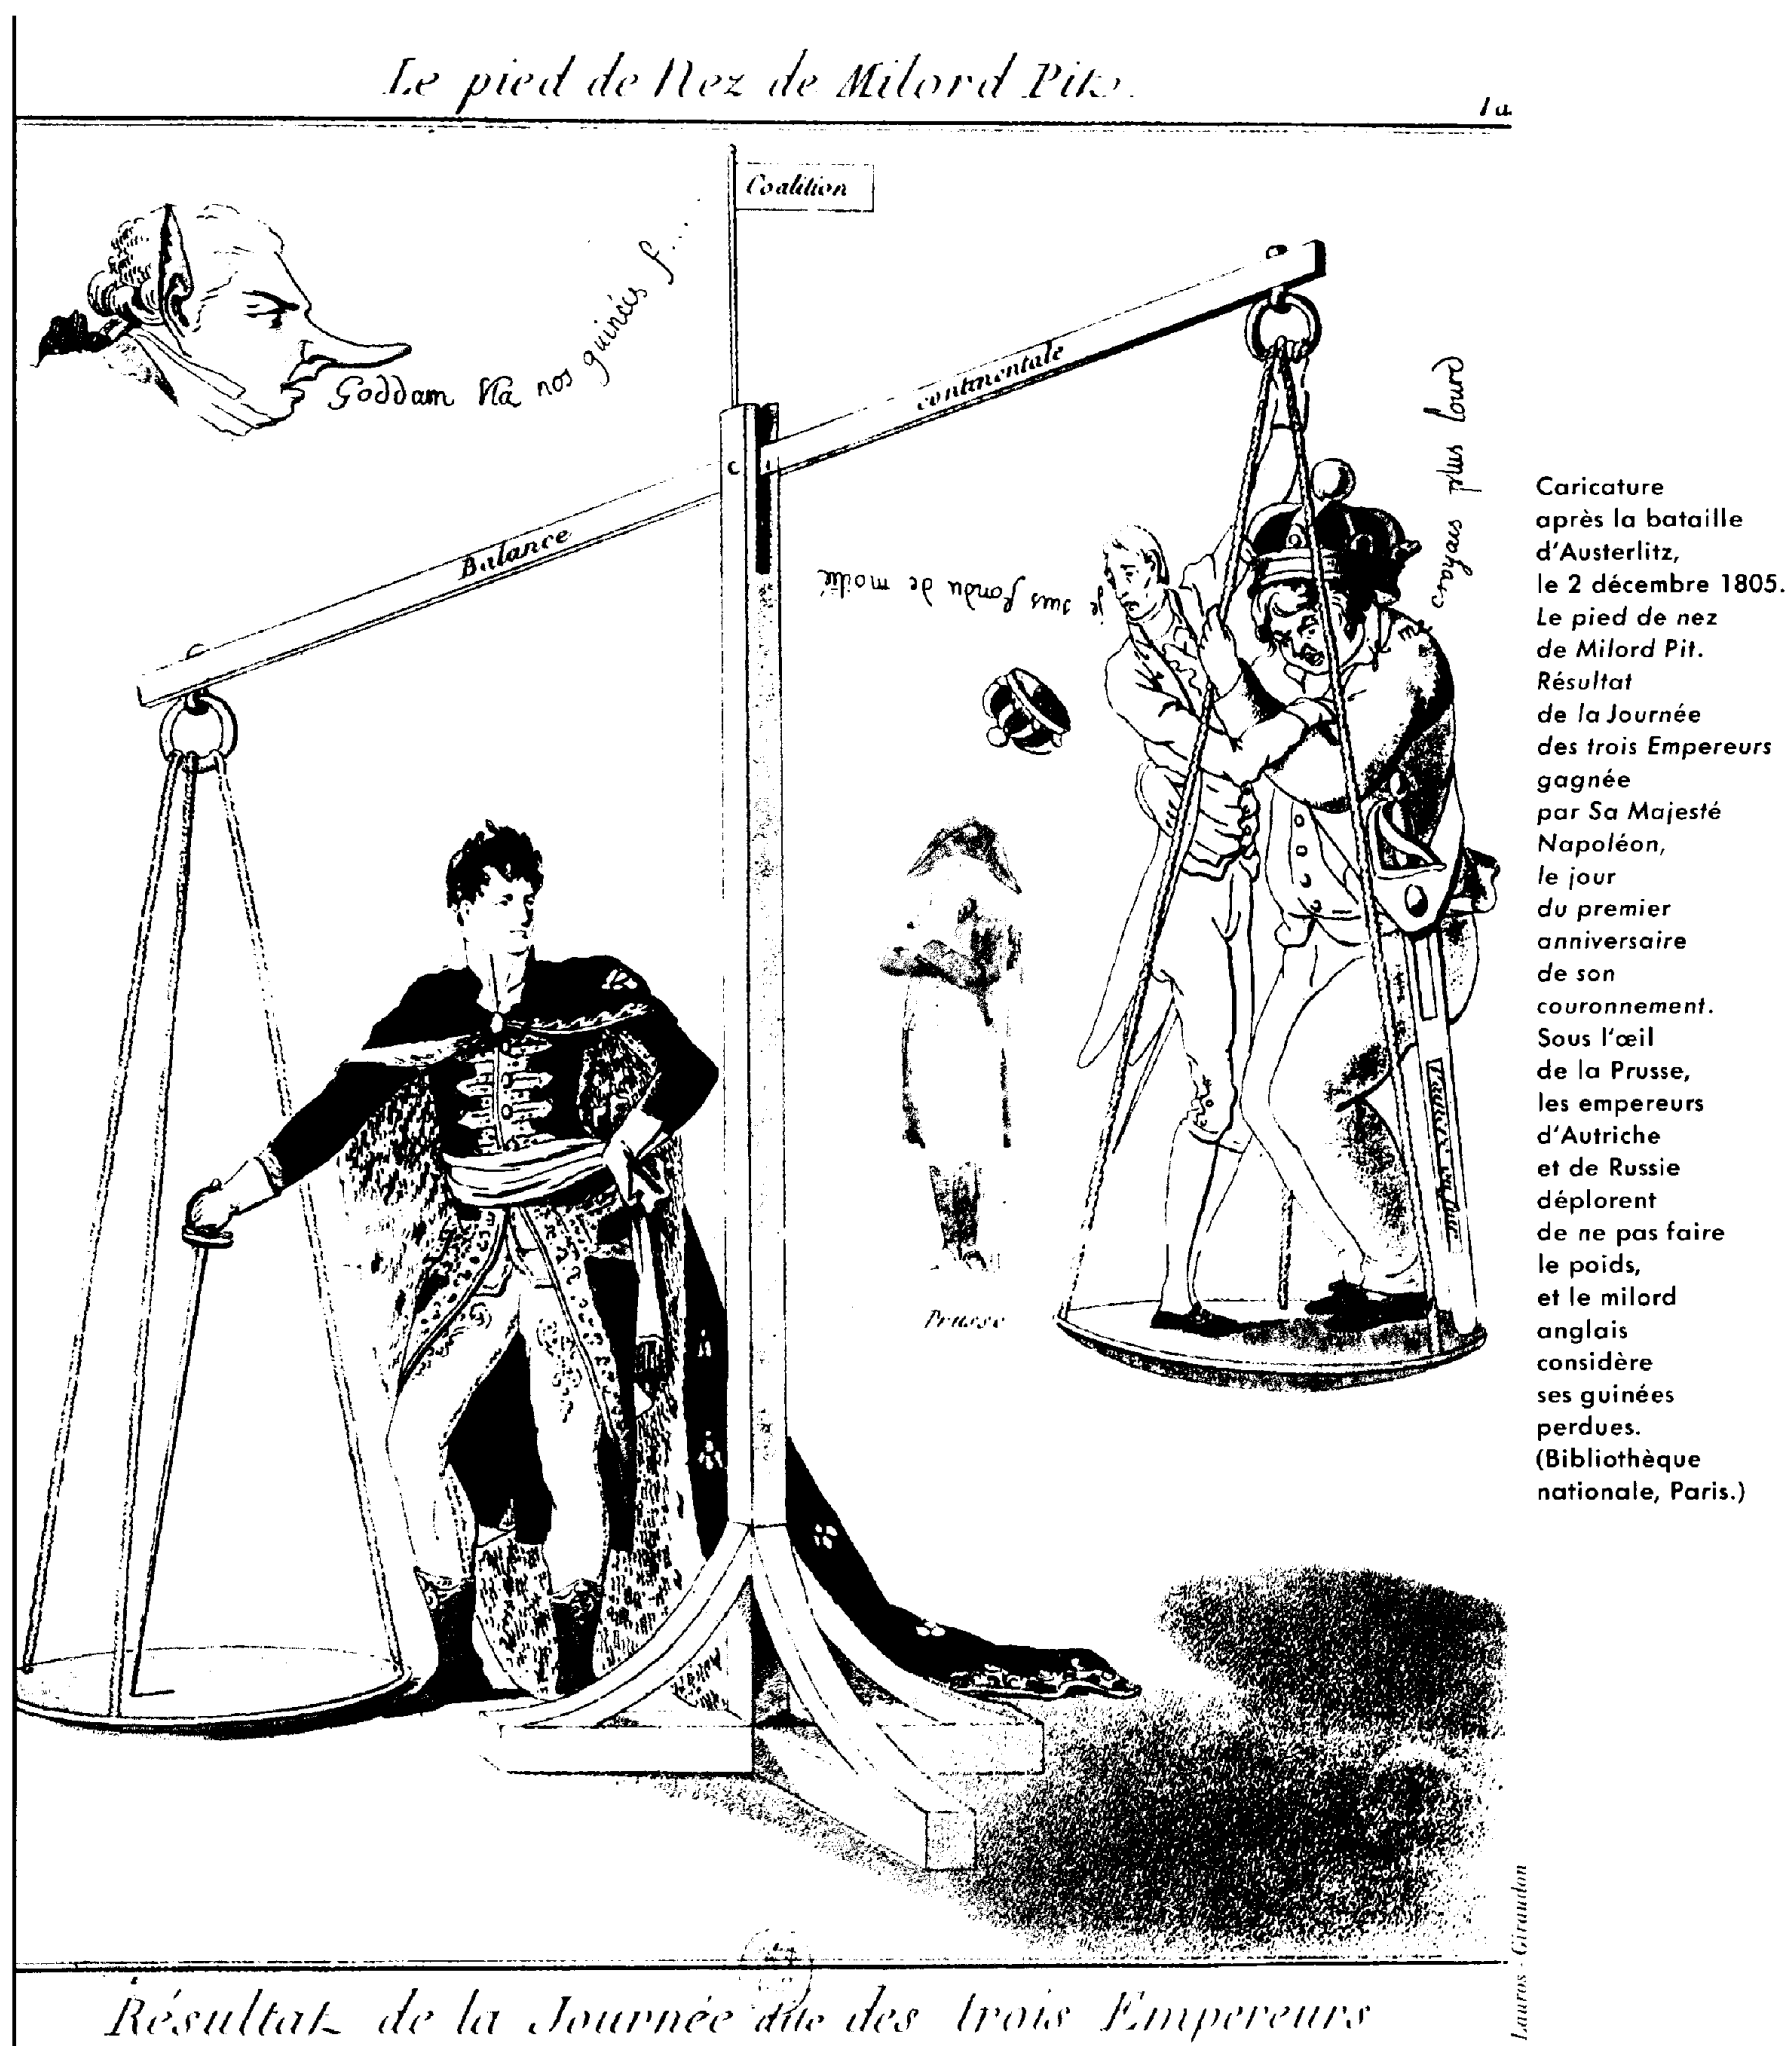 Le pied de Nez de Milord Pit.
Coalition
Goddam V'la nos guinées f....
Balance
continentale
je suis fondu de moitié
croyais plus lourd
Prusse
Résultat de la Journée dite des trois Empereurs
Lauros - Giraudon
Caricature
après la bataille
d'Austerlitz,
le 2 décembre 1805.
Le pied de nez
de Milord Pit.
Résultat
de la Journée
des trois Empereurs
gagnée
par Sa Majesté
Napoléon,
le jour
du premier
anniversaire
de son
couronnement.
Sous l'œil
de la Prusse,
les empereurs
d'Autriche
et de Russie
déplorent
de ne pas faire
le poids,
et le milord
anglais
considère
ses guinées
perdues.
(Bibliothèque
nationale, Paris.)